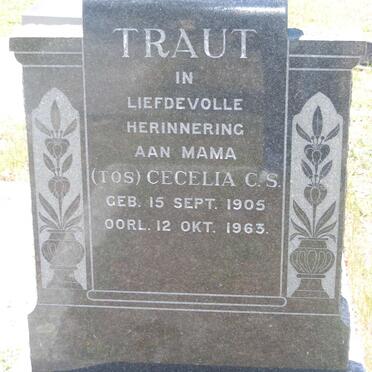 TRAUT
IN
LIEFDEVOLLE
HERINNERING
AAN MAMA
(TOS) CECELIA C.S.
GEB. 15 SEPT. 1905
OORL. 12 OKT. 1963.